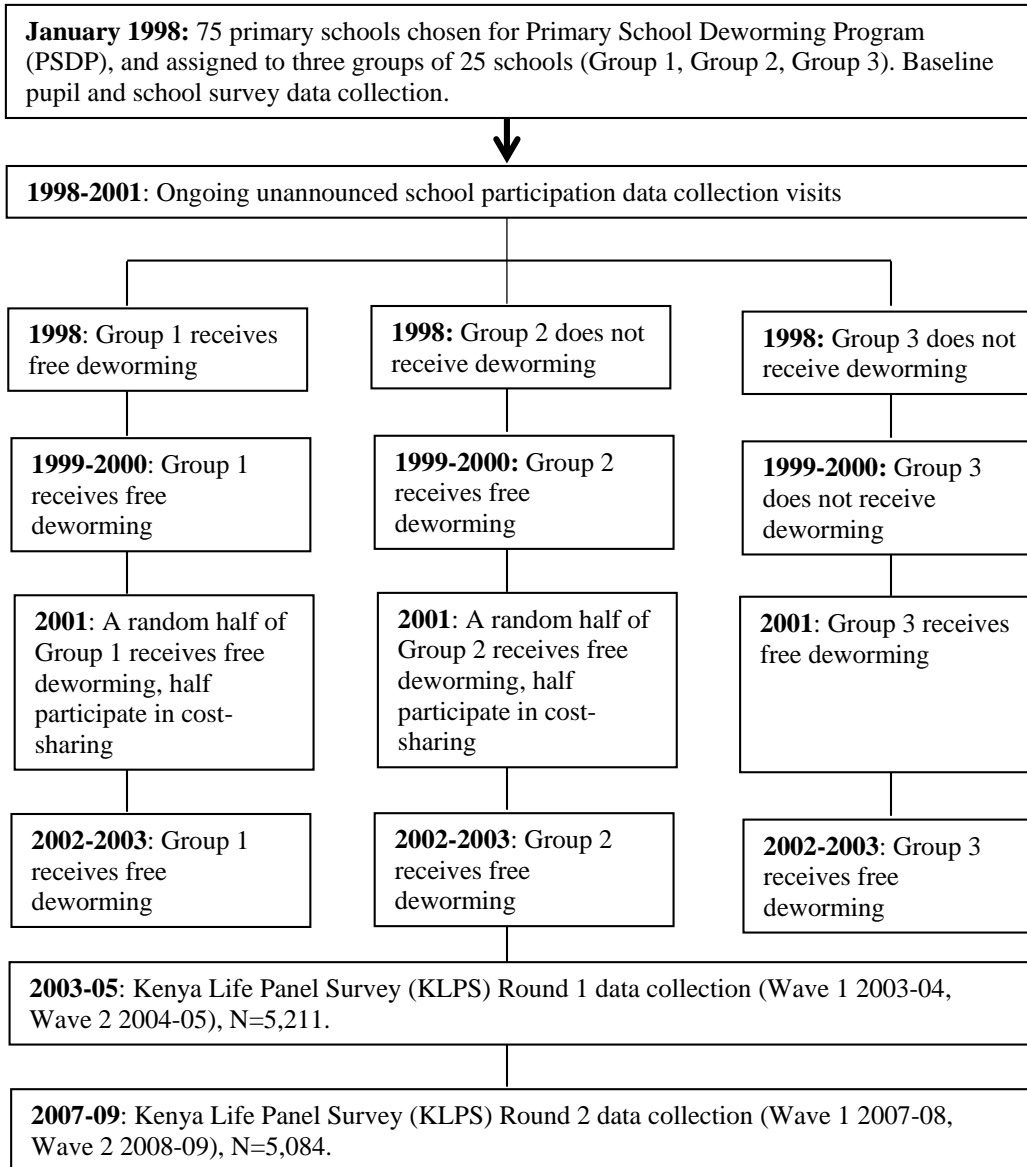 January 1998: 75 primary schools chosen for Primary School Deworming Program
(PSDP), and assigned to three groups of 25 schools (Group 1, Group 2, Group 3). Baseline
pupil and school survey data collection.
1998-2001: Ongoing unannounced school participation data collection visits
1998: Group 1 receives
free deworming
1998: Group 2 does not
receive deworming
1998: Group 3 does not
receive deworming
1999-2000: Group 1
receives free
deworming
1999-2000: Group 2
receives free
deworming
1999-2000: Group 3
does not receive
deworming
2001: A random half of
Group 1 receives free
deworming, half
participate in cost-
sharing
2001: A random half of
Group 2 receives free
deworming, half
participate in cost-
sharing
2001: Group 3 receives
free deworming
2002-2003: Group 1
receives free
deworming
2002-2003: Group 2
receives free
deworming
2002-2003: Group 3
receives free
deworming
2003-05: Kenya Life Panel Survey (KLPS) Round 1 data collection (Wave 1 2003-04,
Wave 2 2004-05), N=5,211.
2007-09: Kenya Life Panel Survey (KLPS) Round 2 data collection (Wave 1 2007-08,
Wave 2 2008-09), N=5,084.